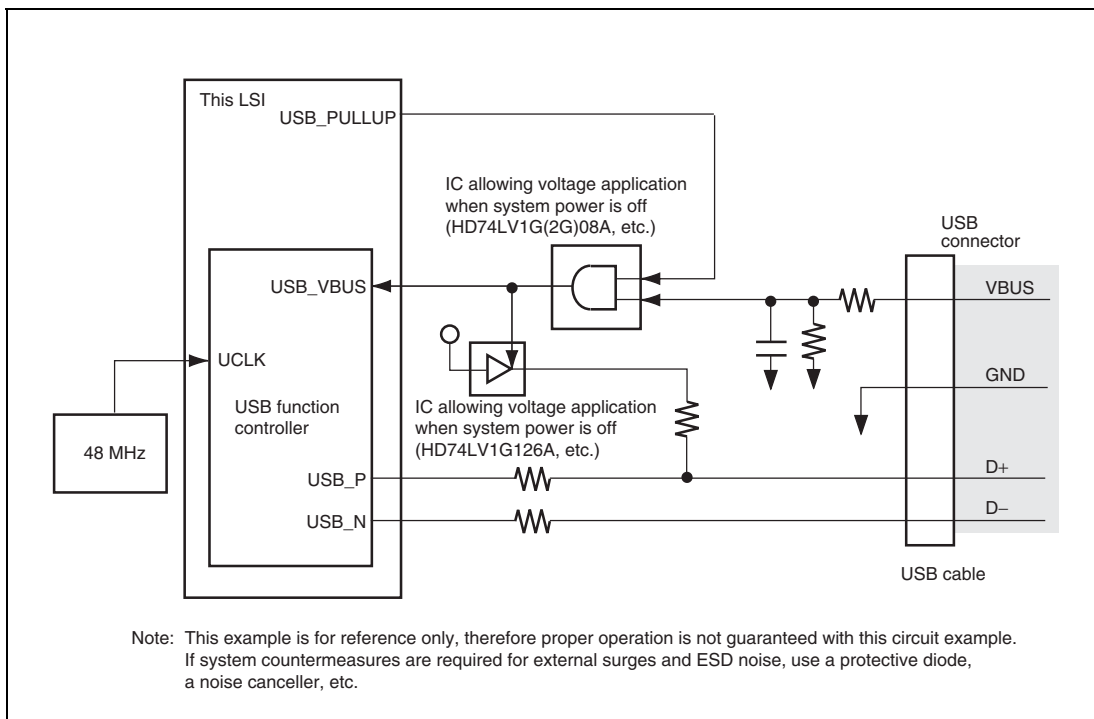 This LSI
USB_PULLUP
IC allowing voltage application
when system power is off
(HD74LV1G(2G)08A, etc.)
USB
connector
USB_VBUS
VBUS
UCLK
GND
USB function
controller
IC allowing voltage application
when system power is off
(HD74LV1G126A, etc.)
48 MHz
USB_P
D+
USB_N
D−
USB cable
Note: This example is for reference only, therefore proper operation is not guaranteed with this circuit example.
If system countermeasures are required for external surges and ESD noise, use a protective diode,
a noise canceller, etc.